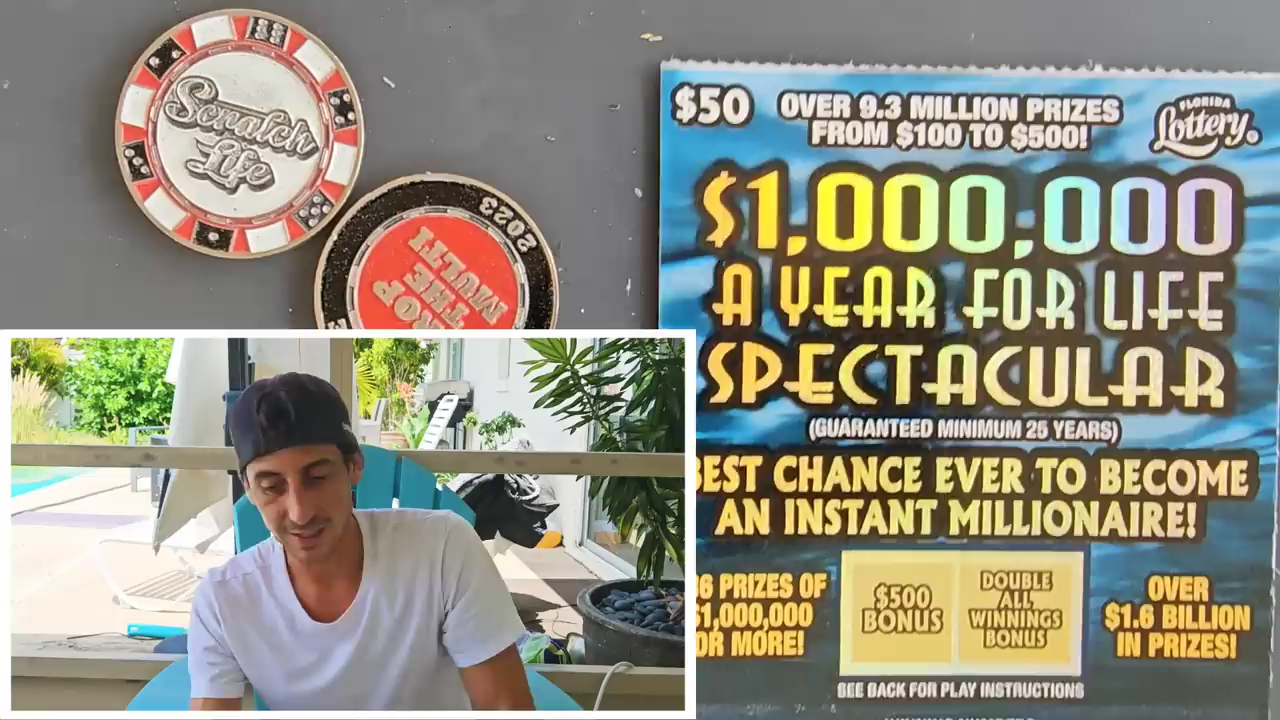 Scratch
Life
2023
THE
MULTI
$50
OVER 9.3 MILLION PRIZES
FROM $100 TO $500!
FLORIDA
Lottery
$1,000,000
A YEAR FOR LIFE
SPECTACULAR
(GUARANTEED MINIMUM 25 YEARS)
BEST CHANCE EVER TO BECOME
AN INSTANT MILLIONAIRE!
6 PRIZES OF
$1,000,000
OR MORE!
$500
BONUS
DOUBLE
ALL
WINNINGS
BONUS
OVER
$1.6 BILLION
IN PRIZES!
SEE BACK FOR PLAY INSTRUCTIONS